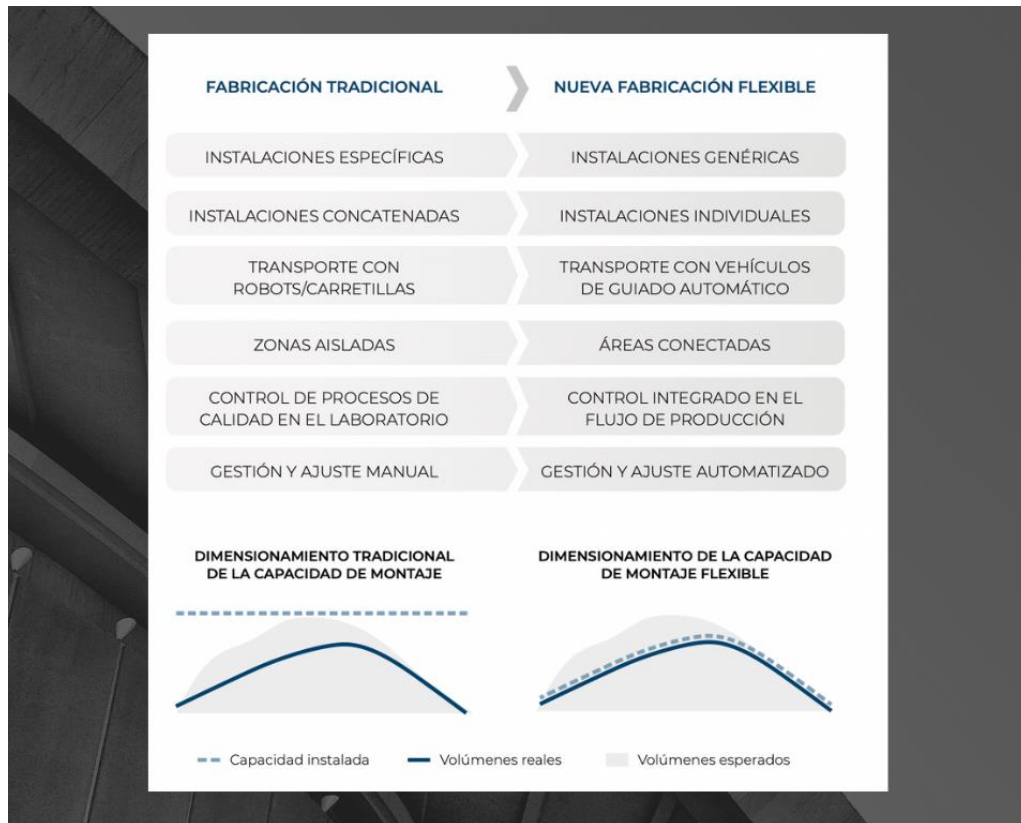 FABRICACIÓN TRADICIONAL
NUEVA FABRICACIÓN FLEXIBLE
INSTALACIONES ESPECÍFICAS
INSTALACIONES GENÉRICAS
INSTALACIONES CONCATENADAS
INSTALACIONES INDIVIDUALES
TRANSPORTE CON
ROBOTS/CARRETILLAS
TRANSPORTE CON VEHÍCULOS
DE GUIADO AUTOMÁTICO
ZONAS AISLADAS
ÁREAS CONECTADAS
CONTROL DE PROCESOS DE
CALIDAD EN EL LABORATORIO
CONTROL INTEGRADO EN EL
FLUJO DE PRODUCCIÓN
GESTIÓN Y AJUSTE MANUAL
GESTIÓN Y AJUSTE AUTOMATIZADO
DIMENSIONAMIENTO TRADICIONAL
DE LA CAPACIDAD DE MONTAJE
DIMENSIONAMIENTO DE LA CAPACIDAD
DE MONTAJE FLEXIBLE
Capacidad instalada
Volúmenes reales
Volúmenes esperados